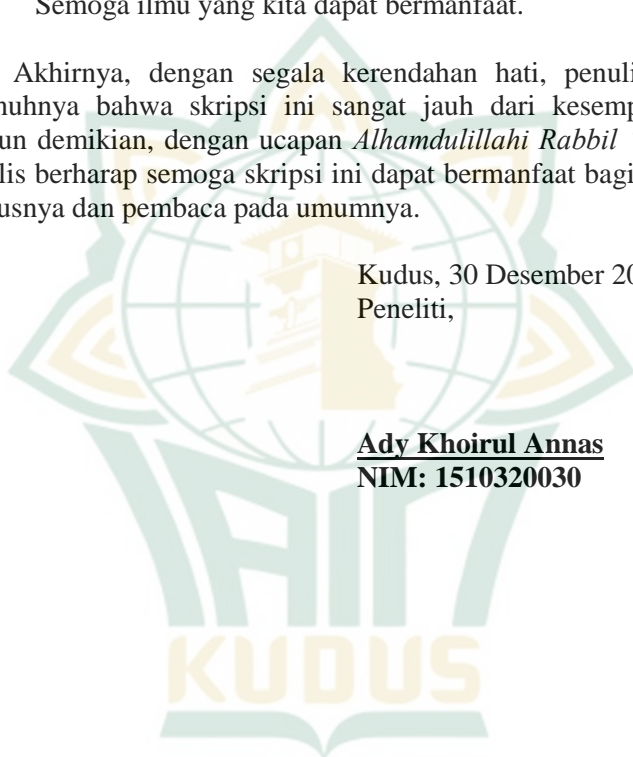 Semoga ilmu yang kita dapat bermanfaat.
Akhirnya, dengan segala kerendahan hati, penuli
nuhnya bahwa skripsi ini sangat jauh dari kesemp
un demikian, dengan ucapan Alhamdulillahi Rabbil
lis berharap semoga skripsi ini dapat bermanfaat bagi
usnya dan pembaca pada umumnya.
Kudus, 30 Desember 20
Peneliti,
Ady Khoirul Annas
NIM: 1510320030
IAIN
KUDUS